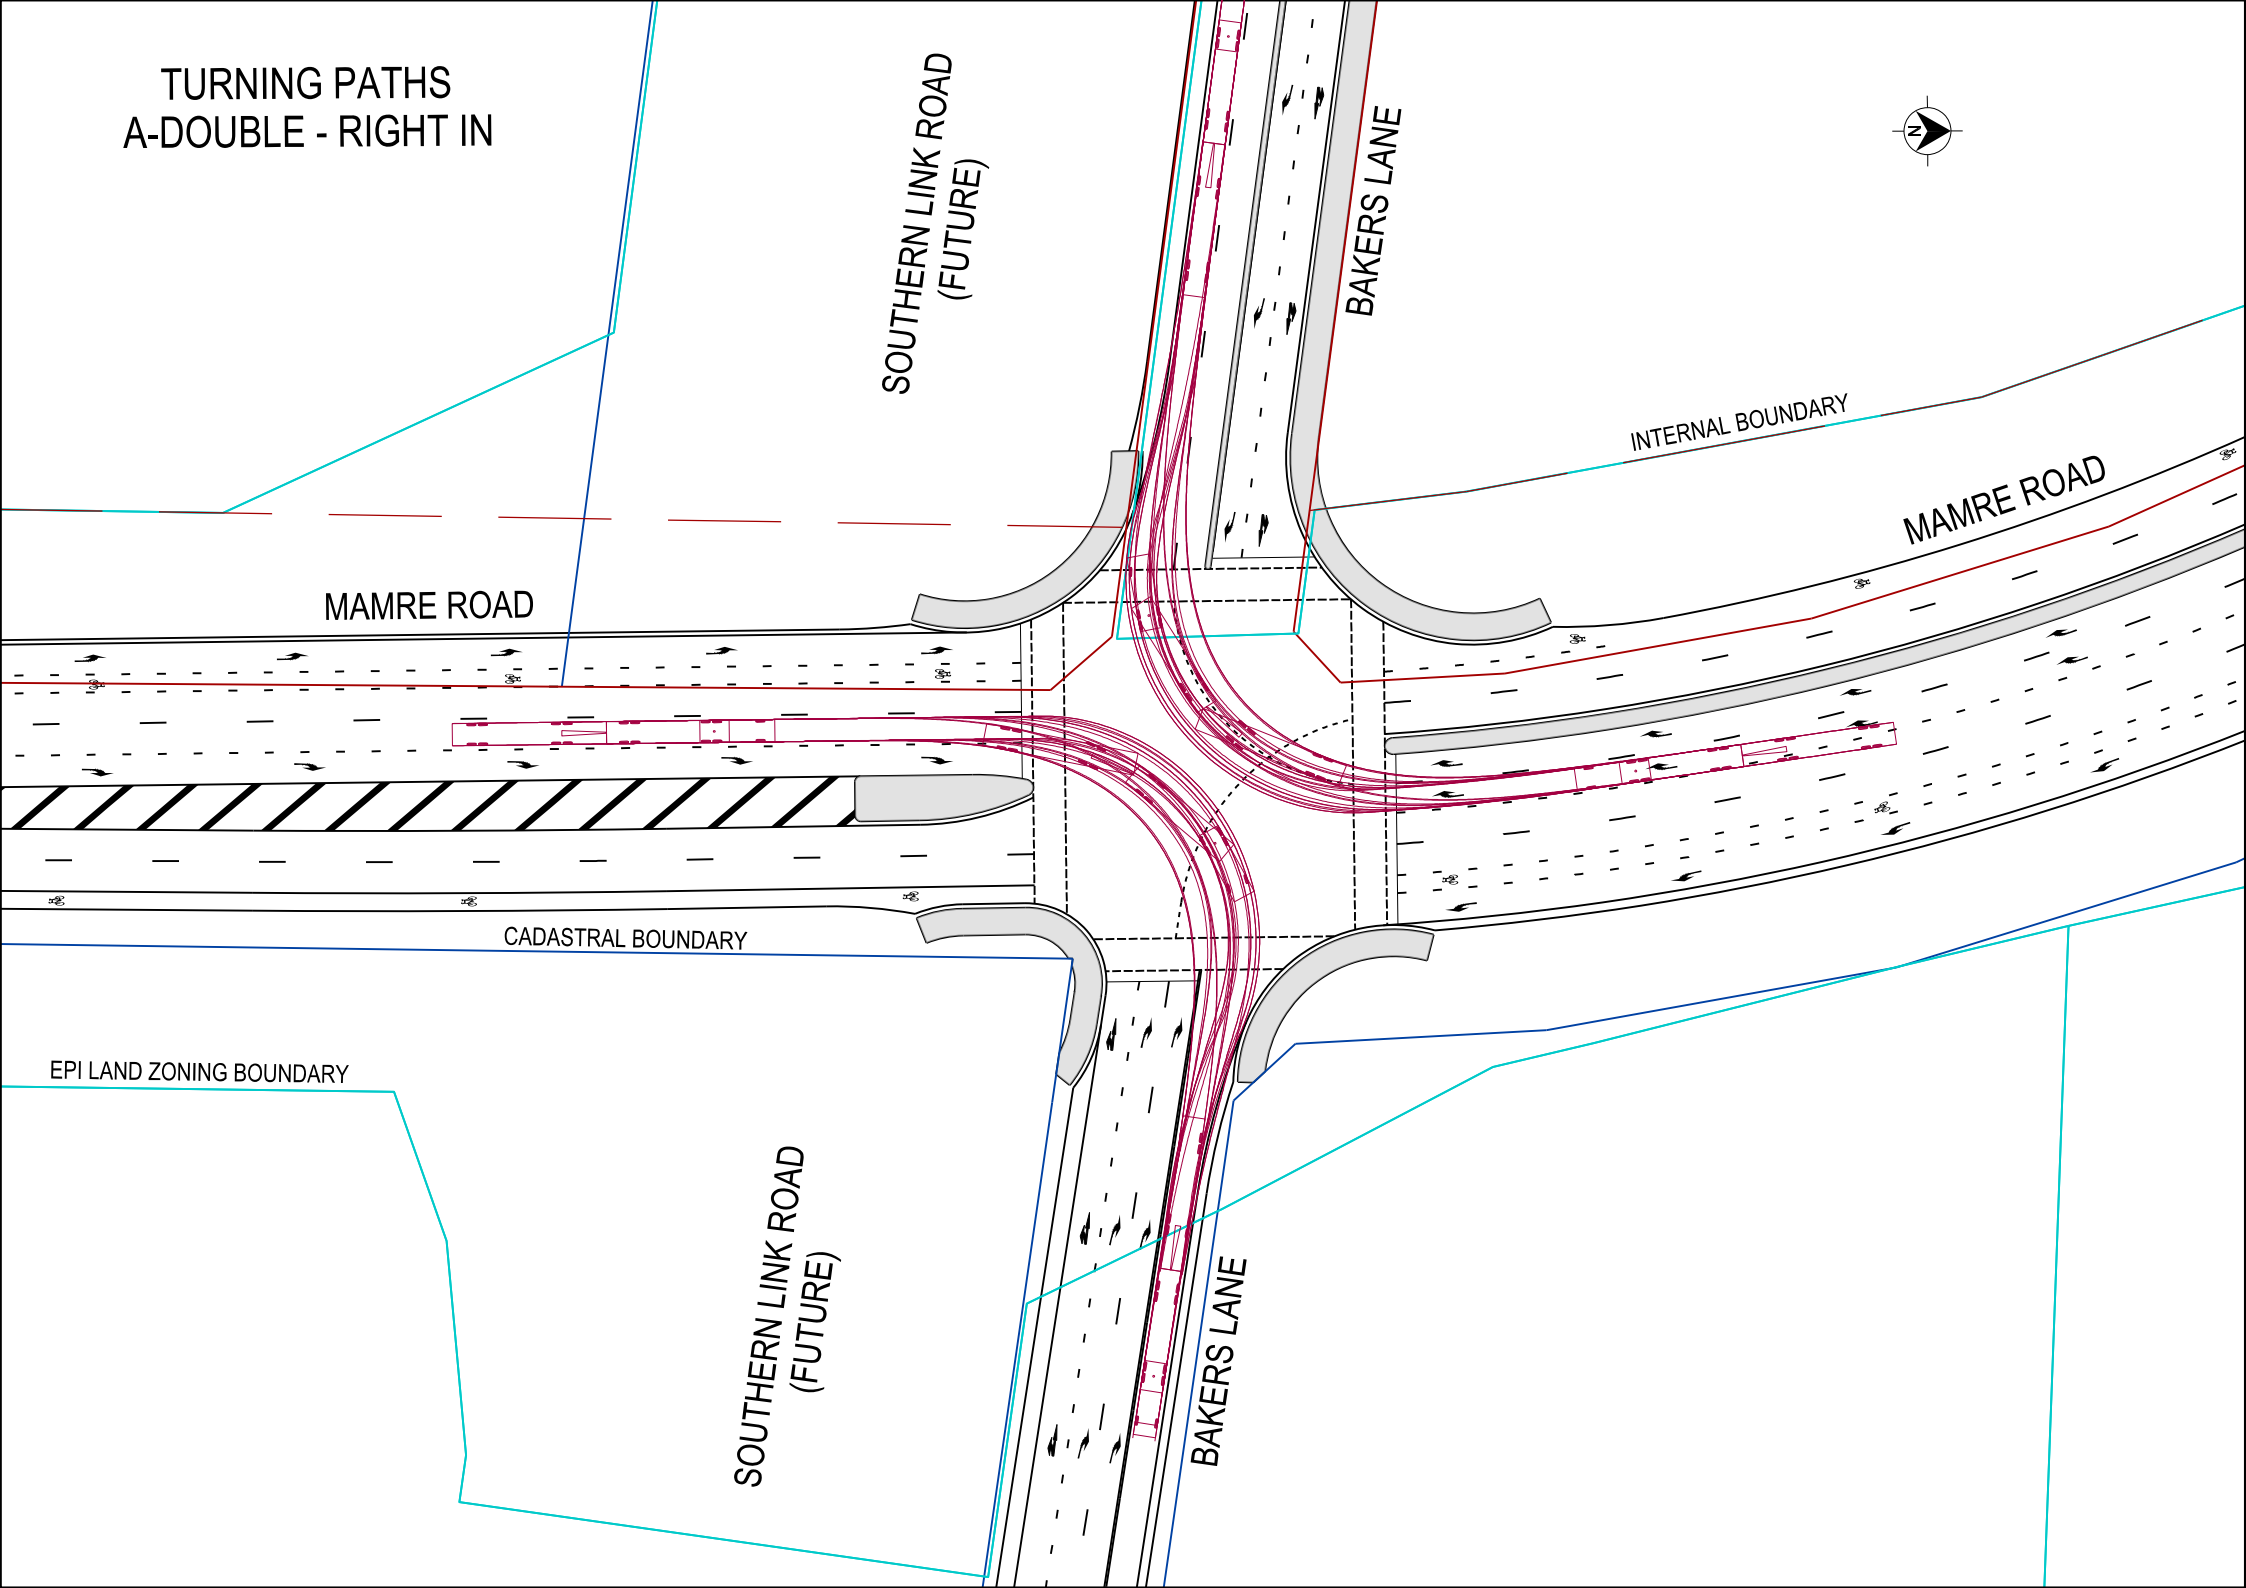 TURNING PATHS
A-DOUBLE - RIGHT IN
SOUTHERN LINK ROAD
(FUTURE)
BAKERS LANE
N
INTERNAL BOUNDARY
MAMRE ROAD
MAMRE ROAD
CADASTRAL BOUNDARY
EPI LAND ZONING BOUNDARY
SOUTHERN LINK ROAD
(FUTURE)
BAKERS LANE